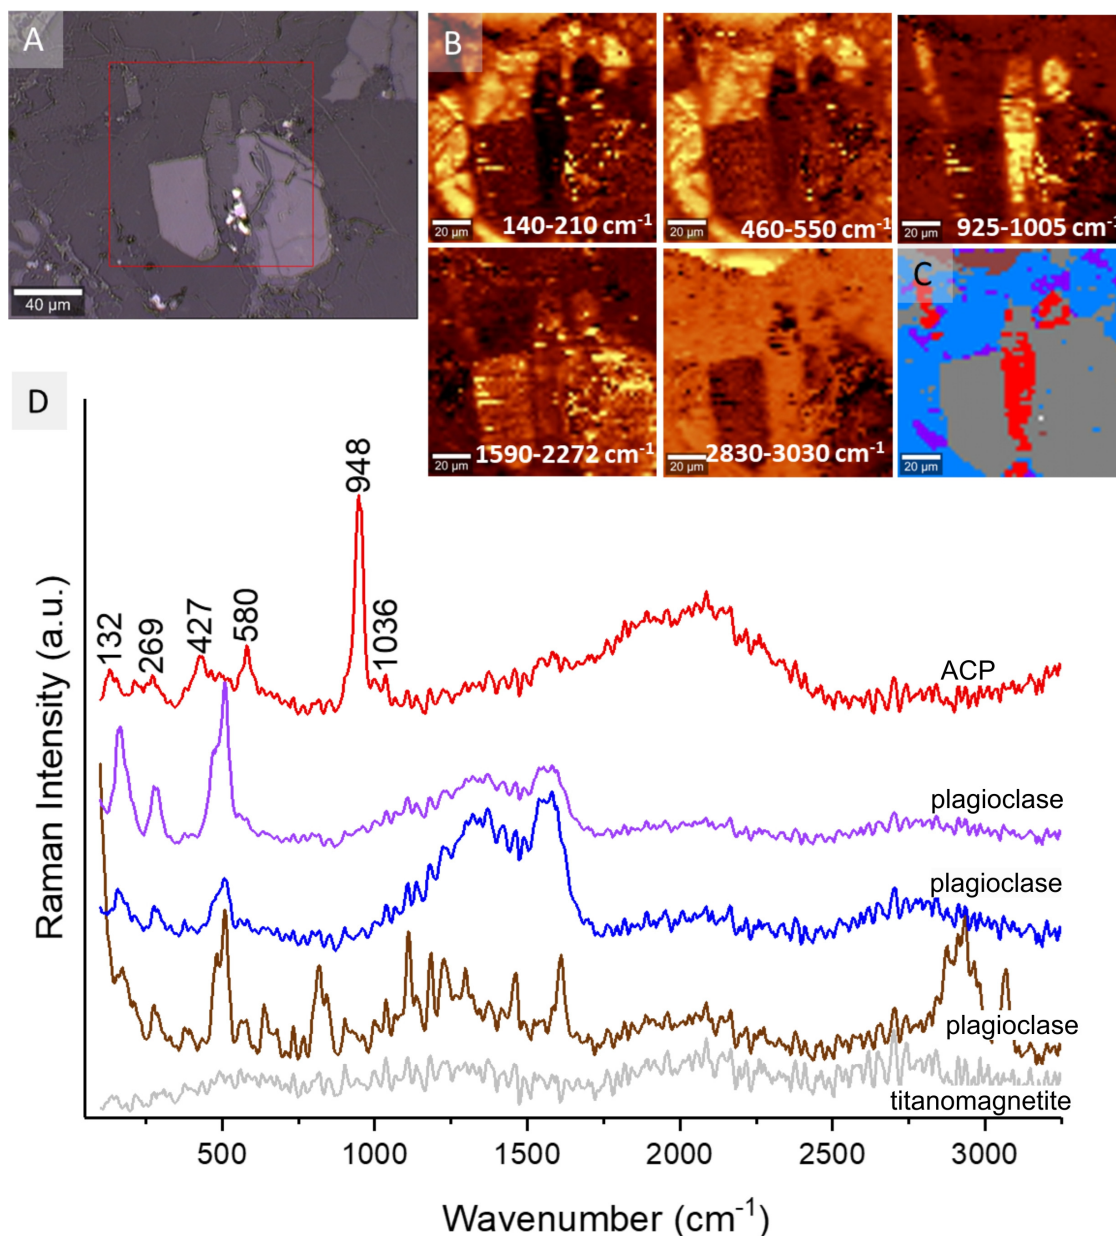 A
40 µm
B
20 µm
140-210 cm-1
20 µm
460-550 cm-1
20 µm
925-1005 cm-1
20 µm
1590-2272 cm-1
20 µm
2830-3030 cm-1
C
20 µm
D
132
269
427
580
948
1036
ACP
plagioclase
plagioclase
plagioclase
titanomagnetite
Raman Intensity (a.u.)
500
1000
1500
2000
2500
3000
Wavenumber (cm-1)